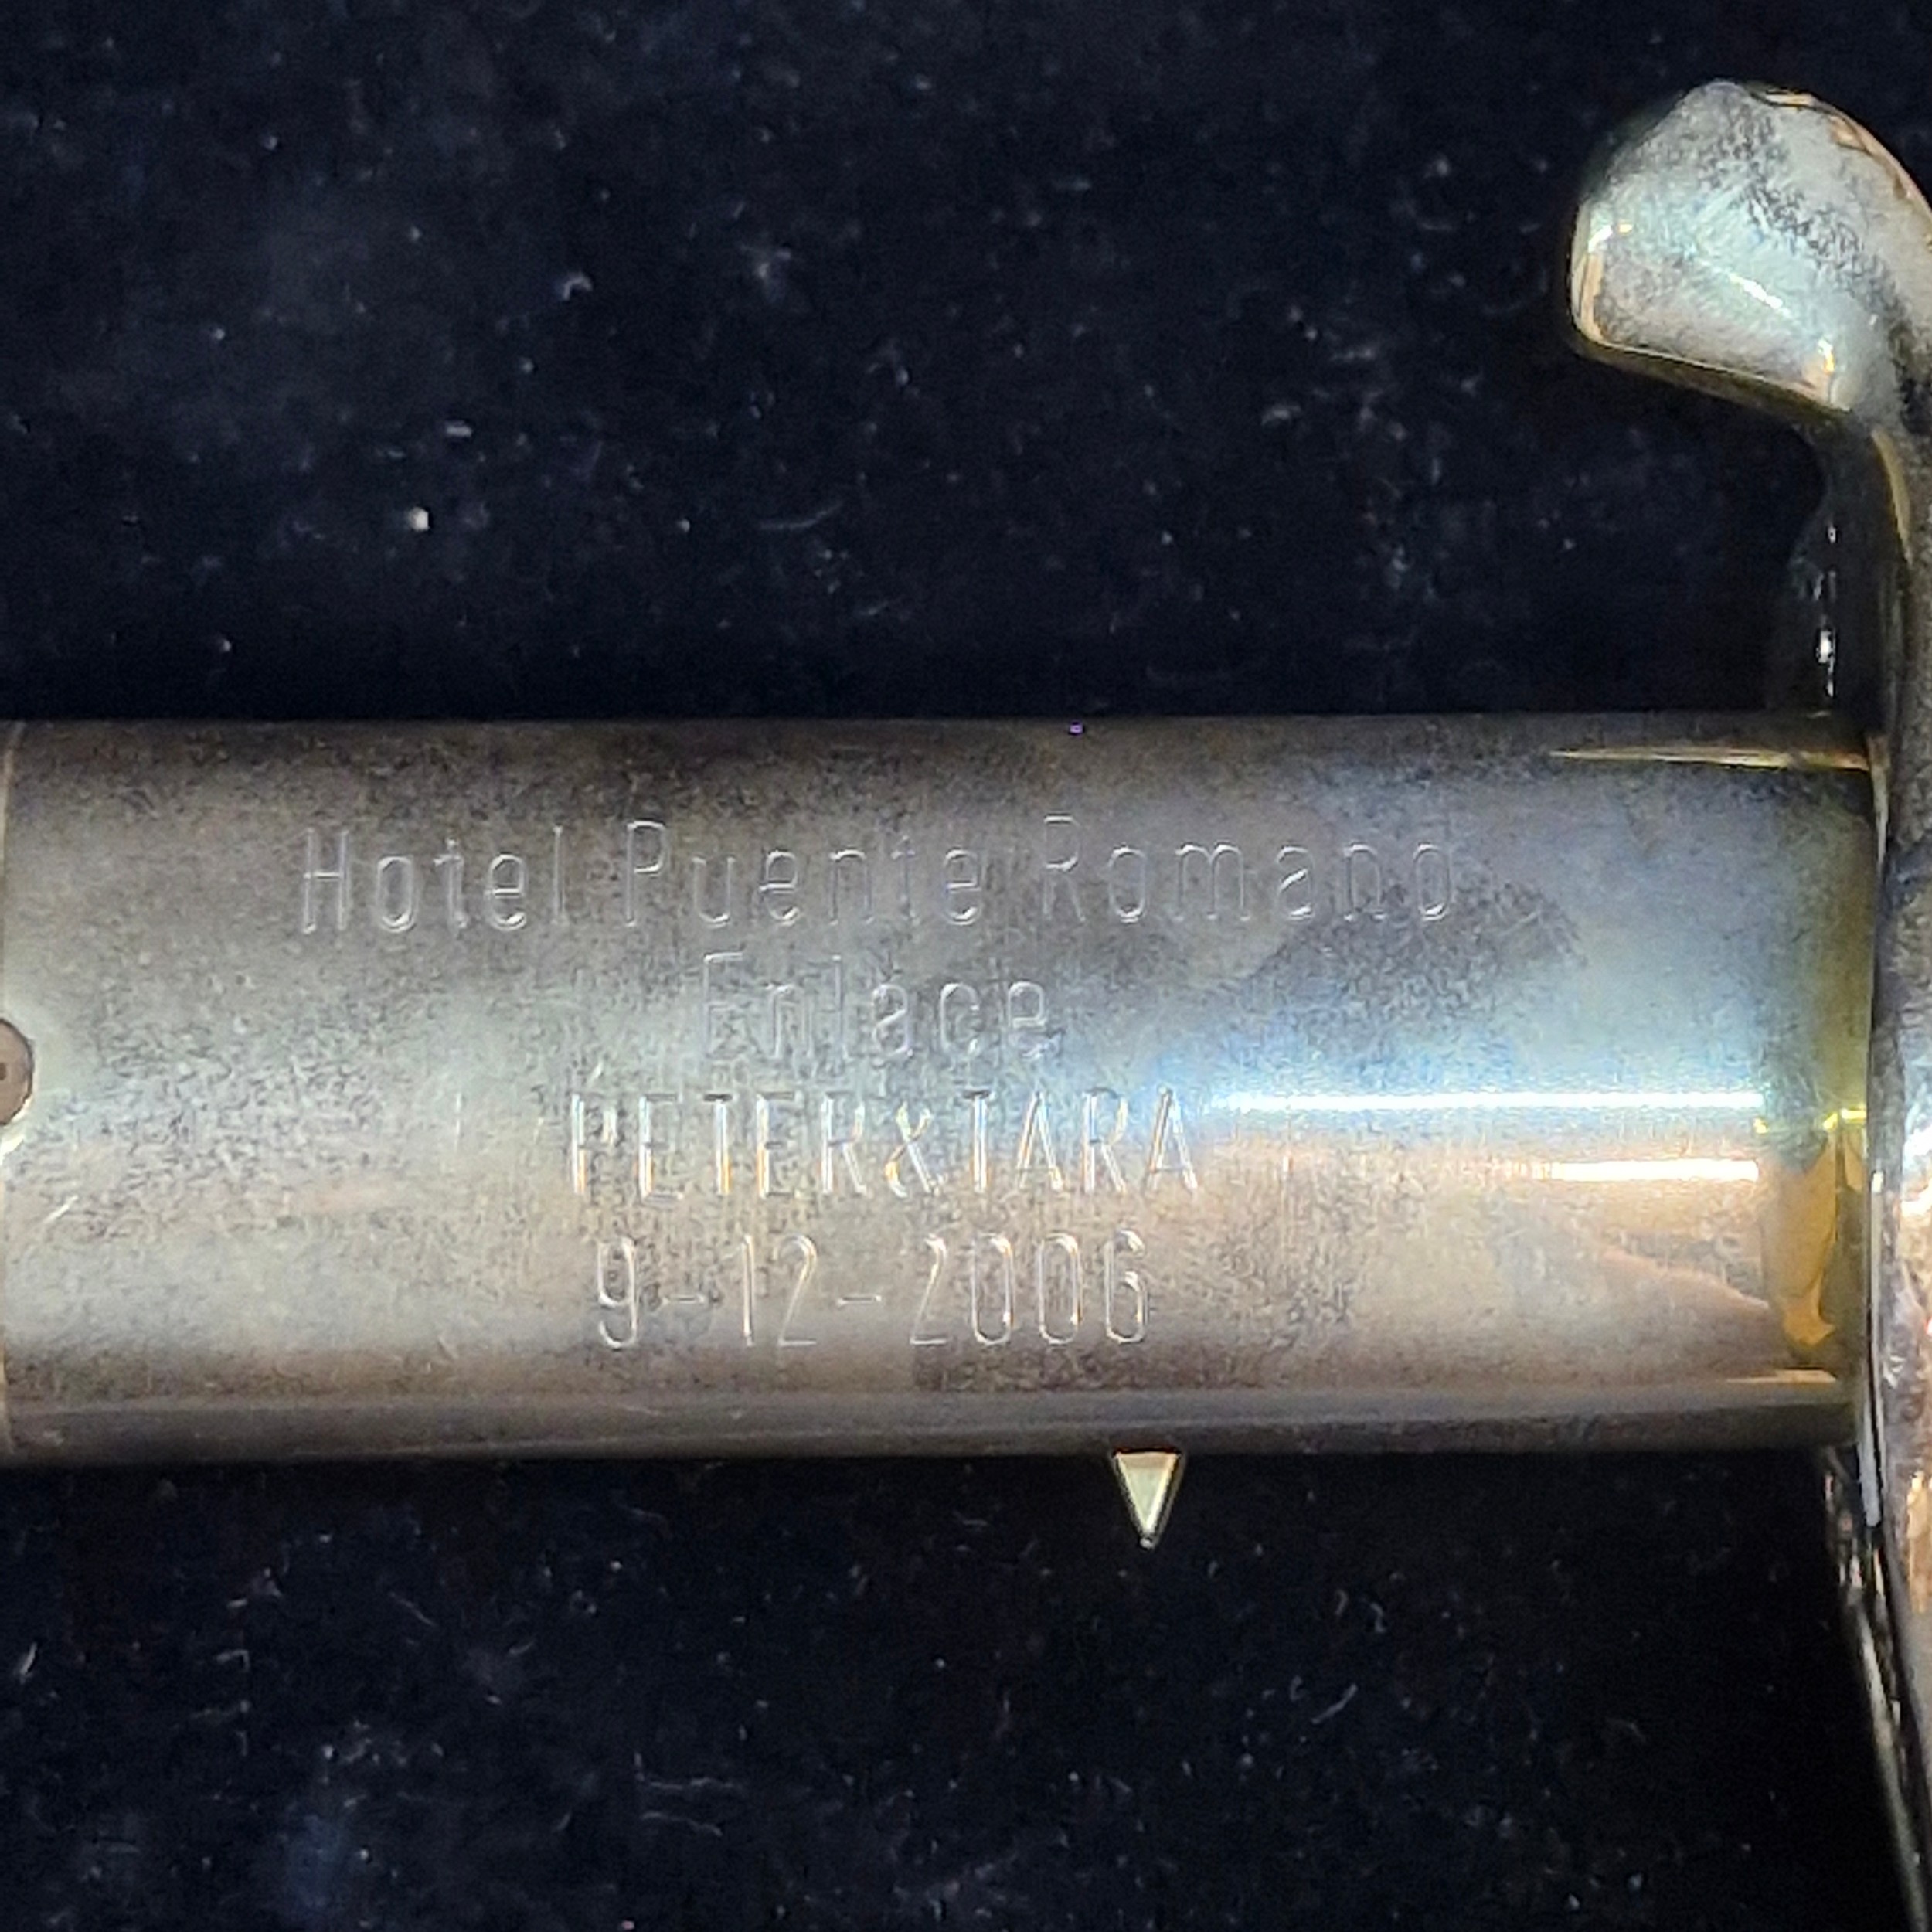 Hotel Puente Romano
Enlace
PETER&TARA
9-12-2006